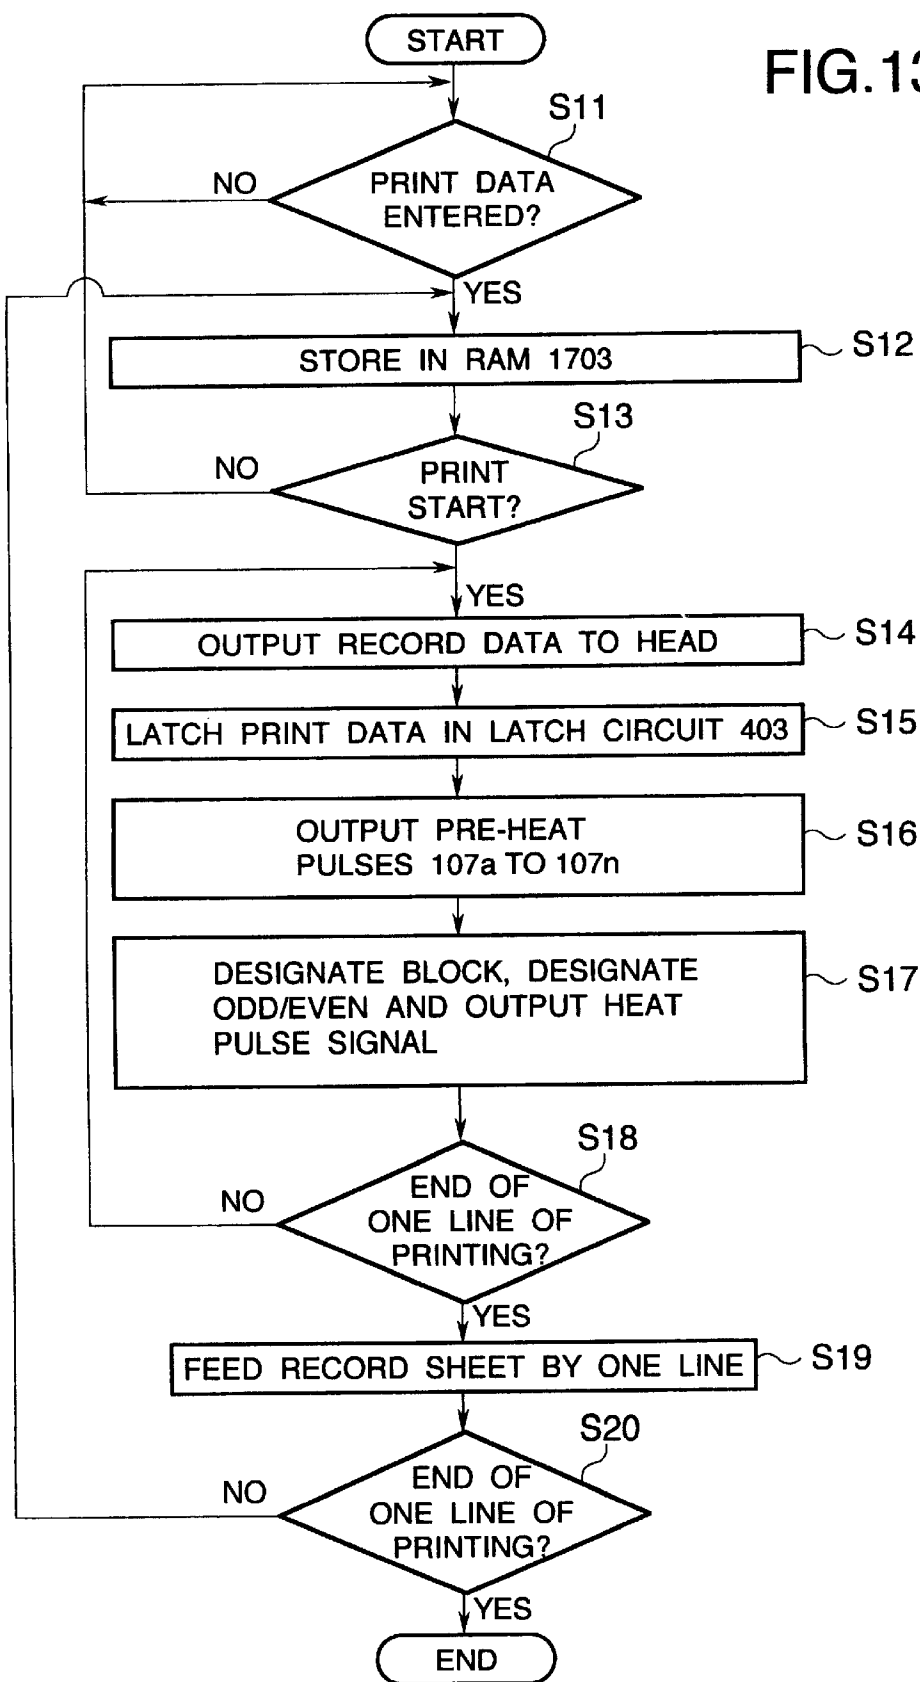 START
FIG.13
S11
NO
PRINT DATA
ENTERED?
YES
STORE IN RAM 1703
S12
S13
NO
PRINT
START?
YES
OUTPUT RECORD DATA TO HEAD
S14
LATCH PRINT DATA IN LATCH CIRCUIT 403
S15
OUTPUT PRE-HEAT
PULSES 107a TO 107n
S16
DESIGNATE BLOCK, DESIGNATE
ODD/EVEN AND OUTPUT HEAT
PULSE SIGNAL
S17
S18
NO
END OF
ONE LINE OF
PRINTING?
YES
FEED RECORD SHEET BY ONE LINE
S19
S20
NO
END OF
ONE LINE OF
PRINTING?
YES
END